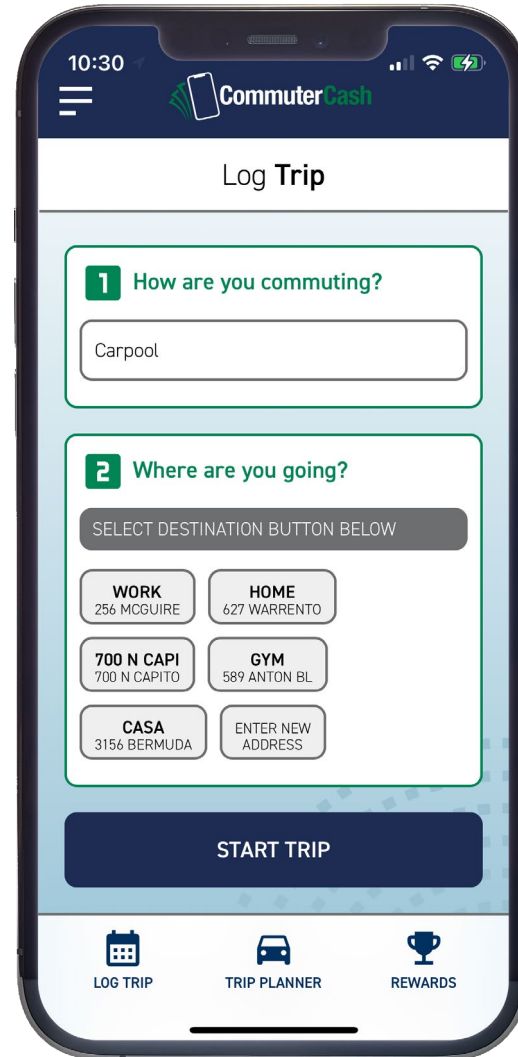 10:30
CommuterCash
Log Trip
1 How are you commuting?
Carpool
2 Where are you going?
SELECT DESTINATION BUTTON BELOW
WORK
256 MCGUIRE
HOME
627 WARRENTO
700 N CAPI
700 N CAPITO
GYM
589 ANTON BL
CASA
3156 BERMUDA
ENTER NEW
ADDRESS
START TRIP
LOG TRIP
TRIP PLANNER
REWARDS